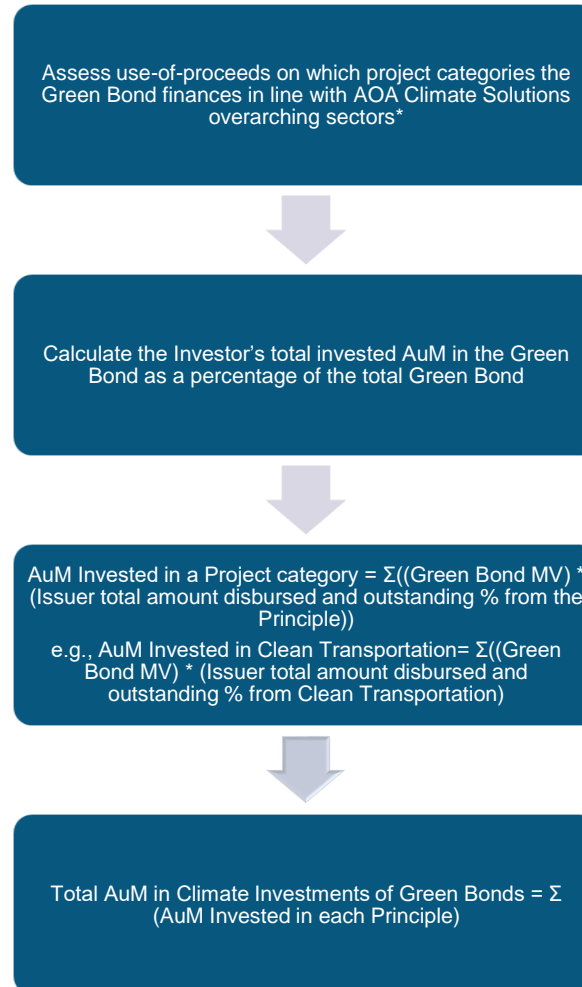 Assess use-of-proceeds on which project categories the
Green Bond finances in line with AOA Climate Solutions
overarching sectors*
Calculate the Investor's total invested AuM in the Green
Bond as a percentage of the total Green Bond
AuM Invested in a Project category = Σ((Green Bond MV) *
(Issuer total amount disbursed and outstanding % from the
Principle))
e.g., AuM Invested in Clean Transportation= Σ((Green
Bond MV) * (Issuer total amount disbursed and
outstanding % from Clean Transportation)
Total AuM in Climate Investments of Green Bonds = Σ
(AuM Invested in each Principle)